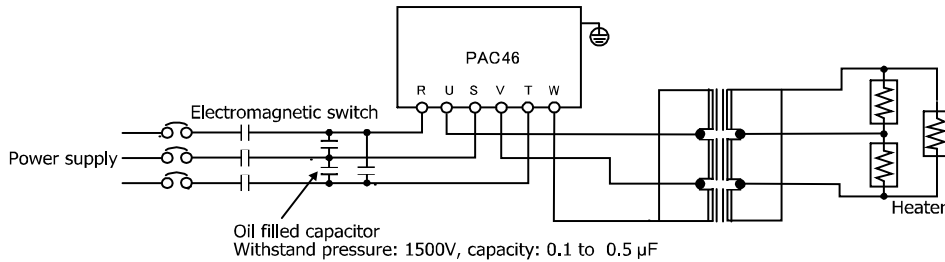 PAC46
R U S V T W
Electromagnetic switch
Power supply
Heater
Oil filled capacitor
Withstand pressure: 1500V, capacity: 0.1 to 0.5 µF